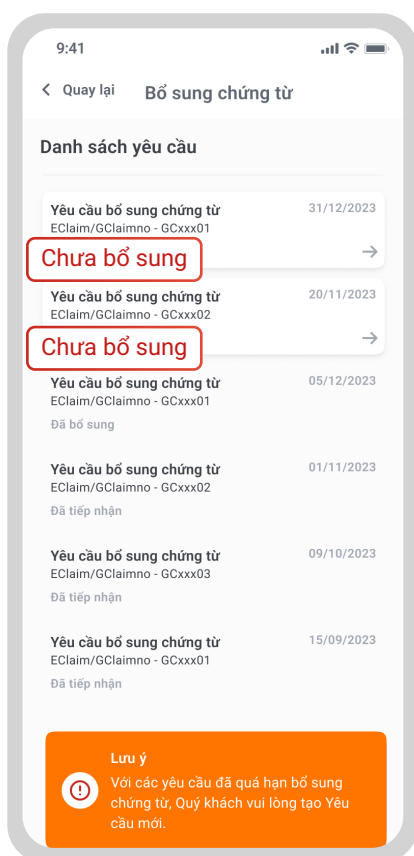 9:41
Quay lại
Bổ sung chứng từ
Danh sách yêu cầu
Yêu cầu bổ sung chứng từ
31/12/2023
EClaim/GClaimno - GCxxx01
Chưa bổ sung
Yêu cầu bổ sung chứng từ
20/11/2023
EClaim/GClaimno - GCxxx02
Chưa bổ sung
Yêu cầu bổ sung chứng từ
05/12/2023
EClaim/GClaimno - GCxxx01
Đã bổ sung
Yêu cầu bổ sung chứng từ
01/11/2023
EClaim/GClaimno - GCxxx02
Đã tiếp nhận
Yêu cầu bổ sung chứng từ
09/10/2023
EClaim/GClaimno - GCxxx03
Đã tiếp nhận
Yêu cầu bổ sung chứng từ
15/09/2023
EClaim/GClaimno - GCxxx01
Đã tiếp nhận
Lưu ý
Với các yêu cầu đã quá hạn bổ sung
chứng từ, Quý khách vui lòng tạo Yêu
cầu mới.